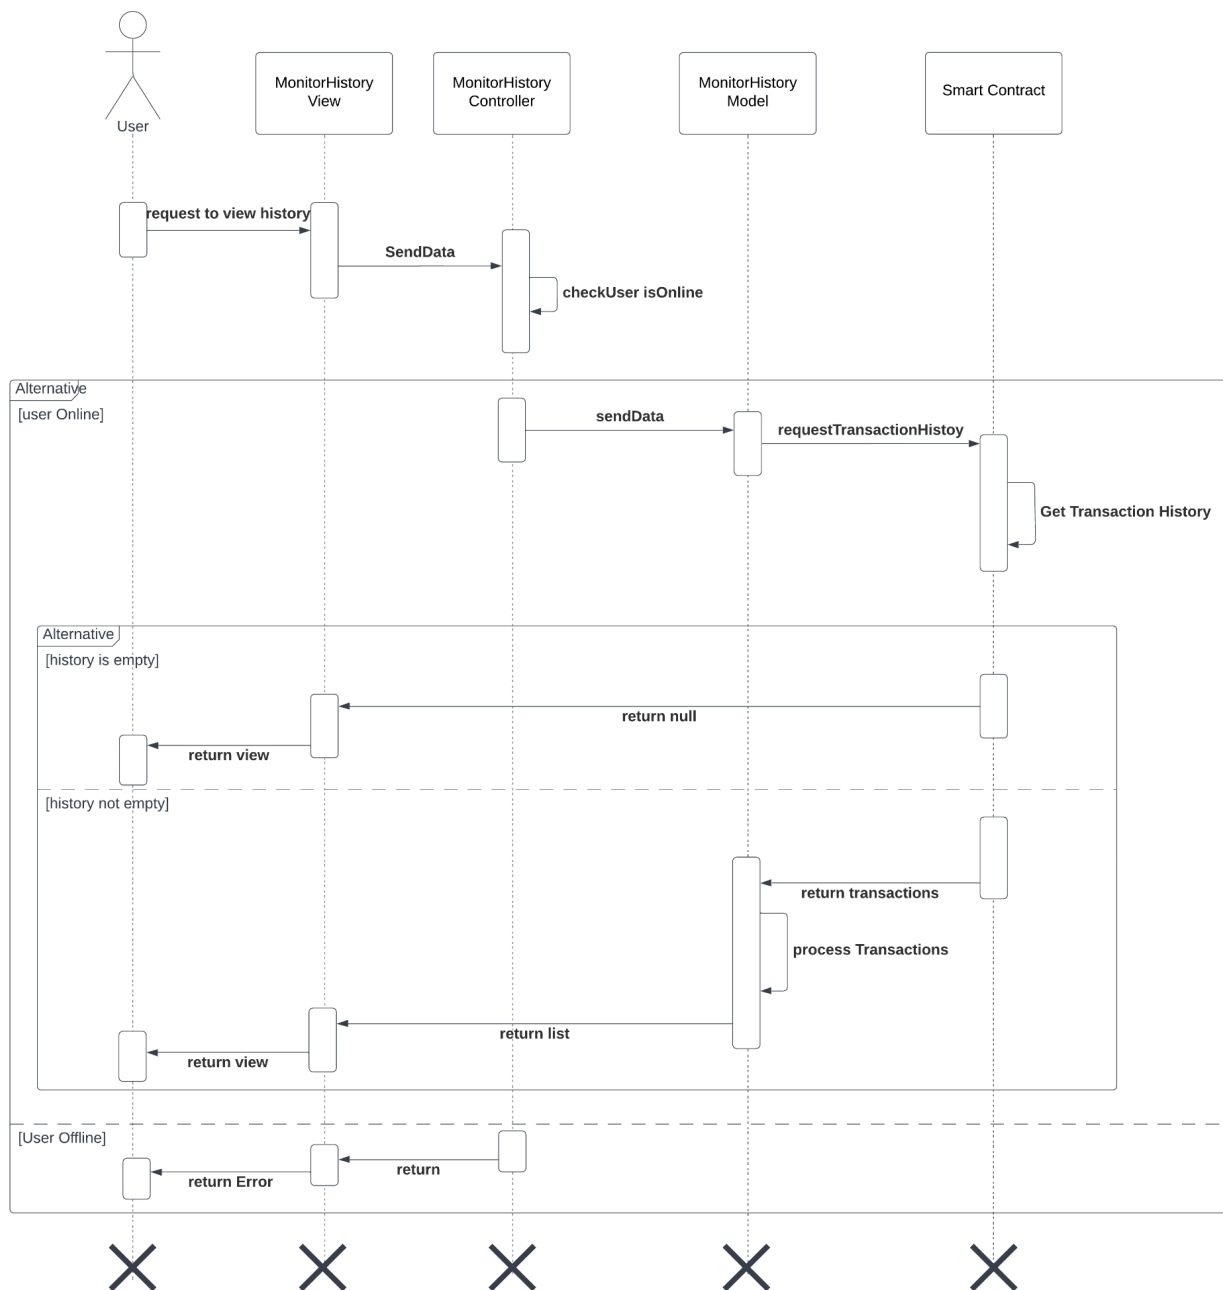 User
MonitorHistory
View
MonitorHistory
Controller
MonitorHistory
Model
Smart Contract
request to view history
SendData
checkUser isOnline
Alternative
[user Online]
sendData
requestTransactionHistoy
Get Transaction History
Alternative
[history is empty]
return null
return view
[history not empty]
return transactions
process Transactions
return list
return view
[User Offline]
return
return Error